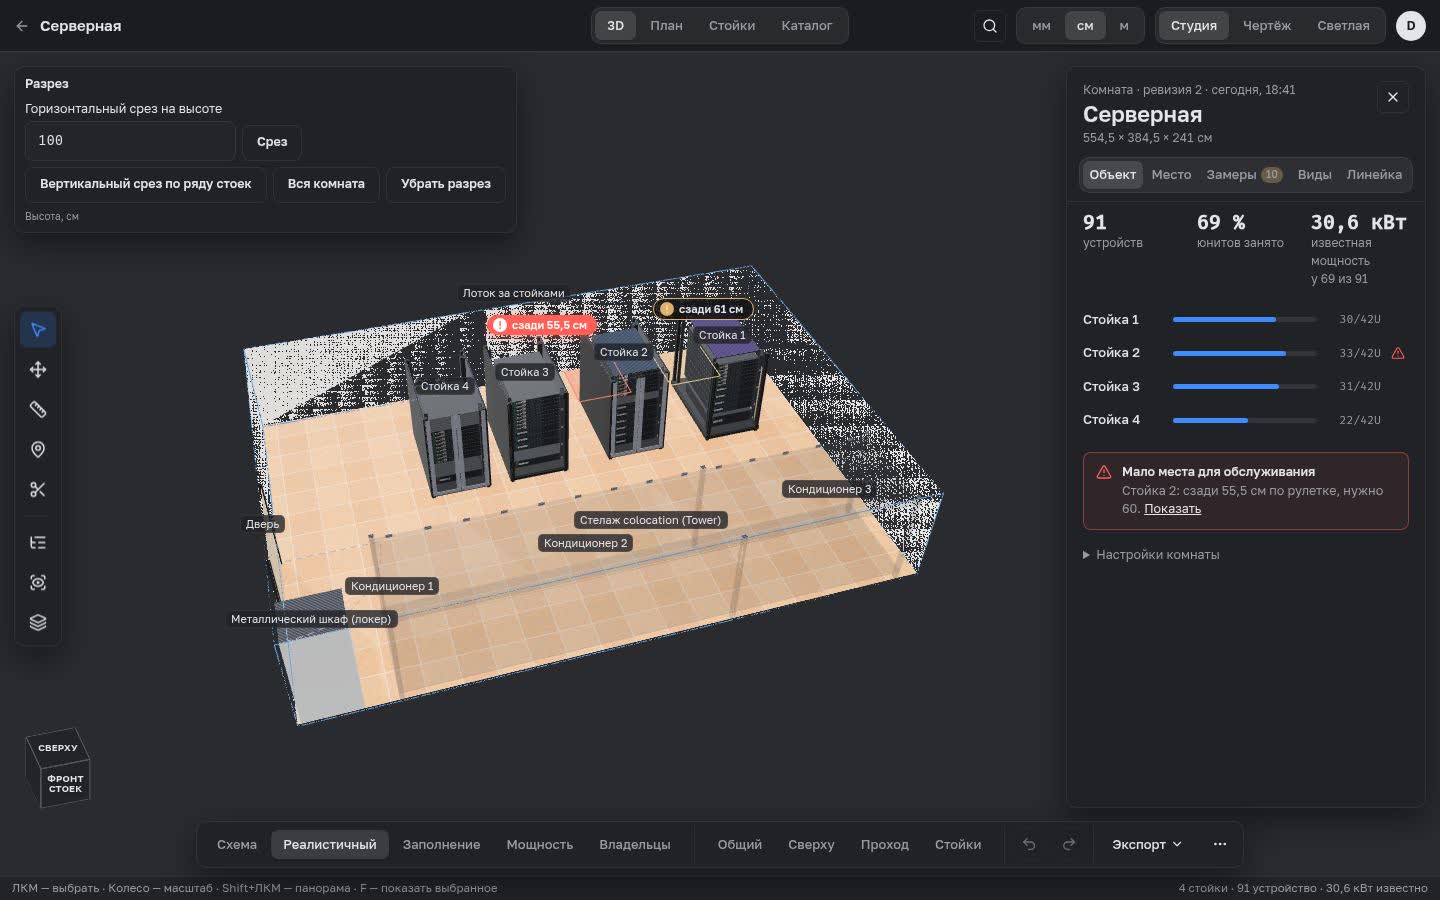 Серверная
3D План Стойки Каталог
мм см м
Студия Чертёж Светлая
D
Разрез
Горизонтальный срез на высоте
100
Срез
Вертикальный срез по ряду стоек
Вся комната
Убрать разрез
Высота, см
Комната · ревизия 2 · сегодня, 18:41
Серверная
554,5 × 384,5 × 241 см
Объект Место Замеры 10 Виды Линейка
91
устройств
69 %
юнитов занято
30,6 кВт
известная
мощность
у 69 из 91
Стойка 1 30/42U
Стойка 2 33/42U
Стойка 3 31/42U
Стойка 4 22/42U
Мало места для обслуживания
Стойка 2: сзади 55,5 см по рулетке, нужно
60. Показать
Настройки комнаты
Лоток за стойками
сзади 61 см
сзади 55,5 см
Стойка 1
Стойка 2
Стойка 3
Стойка 4
Кондиционер 3
Стелаж colocation (Tower)
Дверь
Кондиционер 2
Кондиционер 1
Металлический шкаф (локер)
СВЕРХУ
ФРОНТ
СТОЕК
Схема Реалистичный Заполнение Мощность Владельцы Общий Сверху Проход Стойки Экспорт
ЛКМ — выбрать · Колесо — масштаб · Shift+ЛКМ — панорама · F — показать выбранное
4 стойки · 91 устройство · 30,6 кВт известно